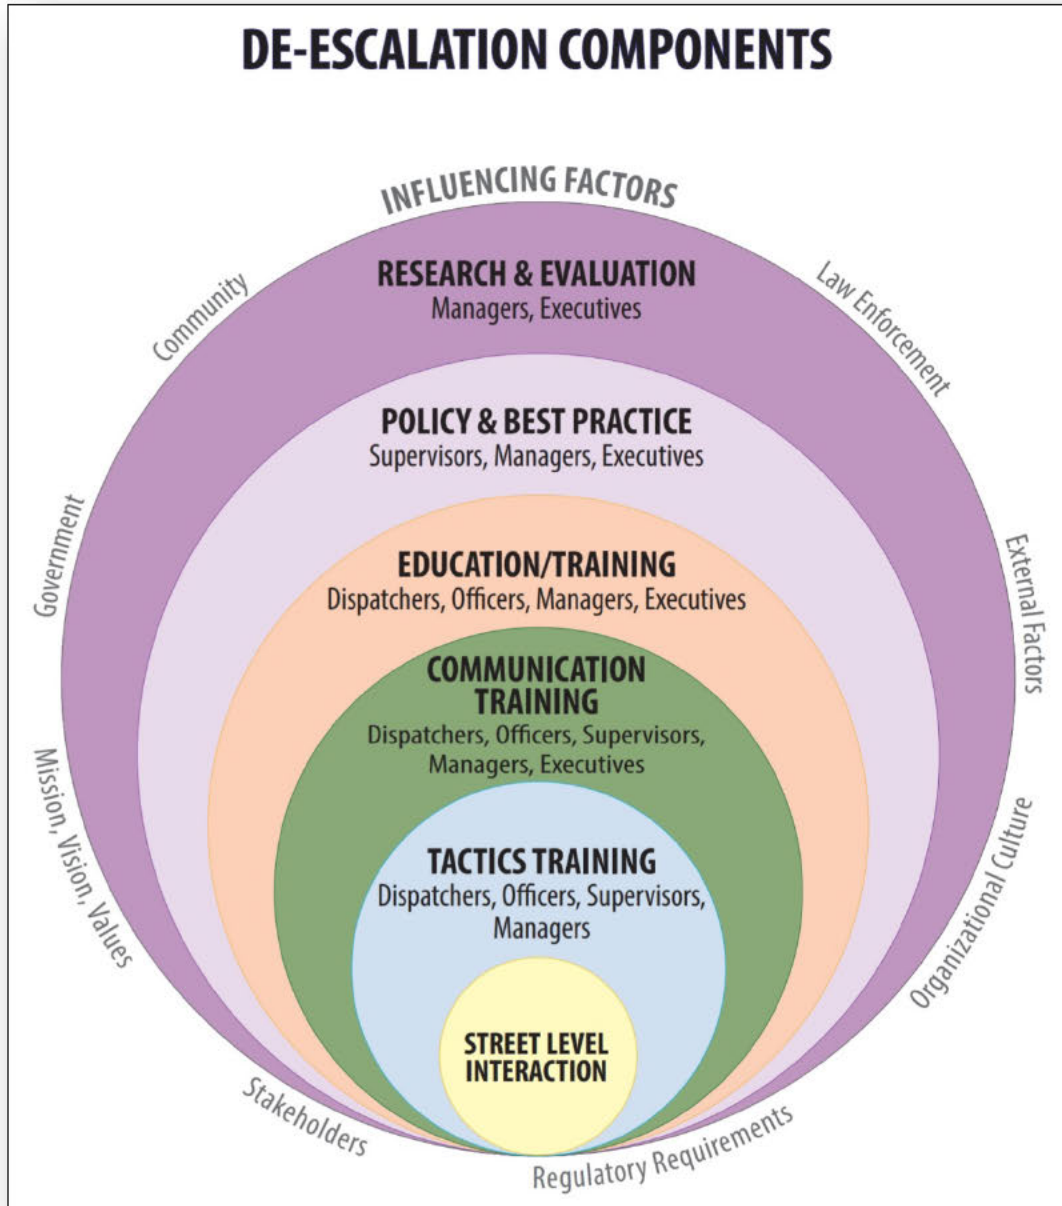 DE-ESCALATION COMPONENTS
INFLUENCING FACTORS
Community
Law Enforcement
Government
External Factors
Mission, Vision, Values
Organizational Culture
Stakeholders
Regulatory Requirements
RESEARCH & EVALUATION
Managers, Executives
POLICY & BEST PRACTICE
Supervisors, Managers, Executives
EDUCATION/TRAINING
Dispatchers, Officers, Managers, Executives
COMMUNICATION
TRAINING
Dispatchers, Officers, Supervisors,
Managers, Executives
TACTICS TRAINING
Dispatchers, Officers, Supervisors,
Managers
STREET LEVEL
INTERACTION